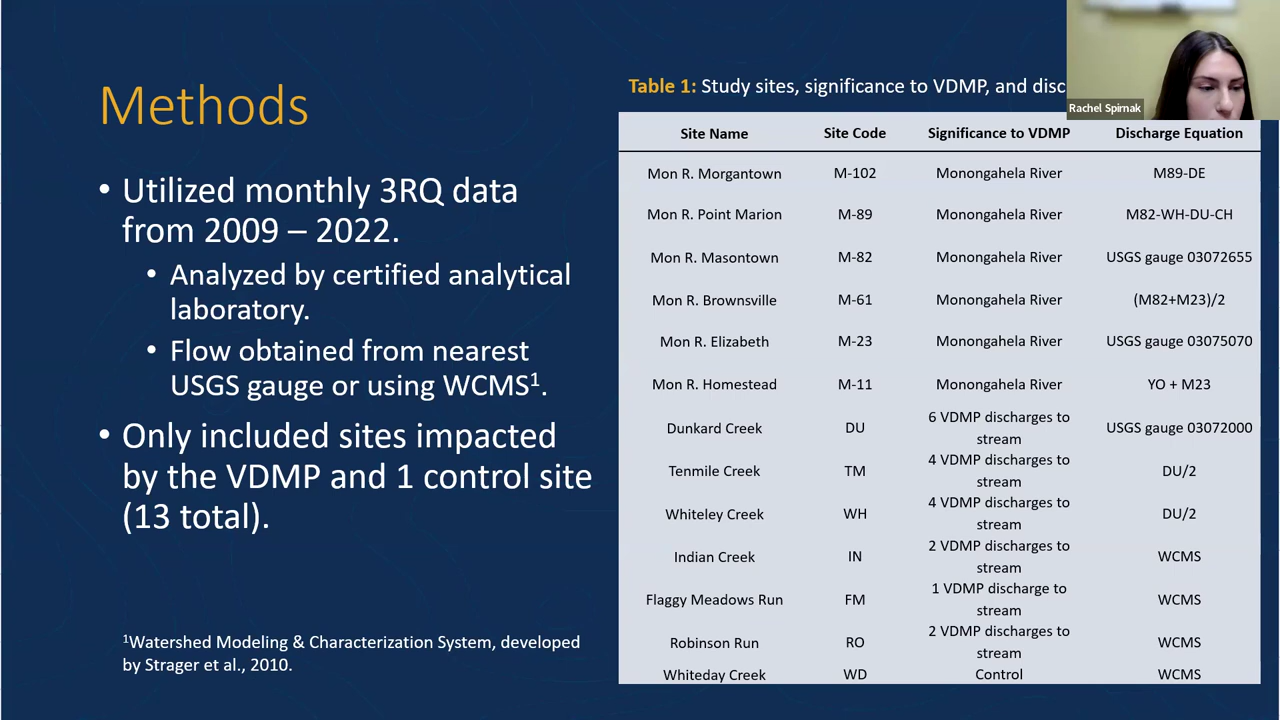 Methods
• Utilized monthly 3RQ data
from 2009 – 2022.
• Analyzed by certified analytical
laboratory.
• Flow obtained from nearest
USGS gauge or using WCMS¹.
• Only included sites impacted
by the VDMP and 1 control site
(13 total).
¹Watershed Modeling & Characterization System, developed
by Strager et al., 2010.
Table 1: Study sites, significance to VDMP, and
Rachel Spirnak
Site Name Site Code Significance to VDMP Discharge Equation
Mon R. Morgantown M-102 Monongahela River M89-DE
Mon R. Point Marion M-89 Monongahela River M82-WH-DU-CH
Mon R. Masontown M-82 Monongahela River USGS gauge 03072655
Mon R. Brownsville M-61 Monongahela River (M82+M23)/2
Mon R. Elizabeth M-23 Monongahela River USGS gauge 03075070
Mon R. Homestead M-11 Monongahela River YO + M23
Dunkard Creek DU 6 VDMP discharges to
stream USGS gauge 03072000
Tenmile Creek TM 4 VDMP discharges to
stream DU/2
Whiteley Creek WH 4 VDMP discharges to
stream DU/2
Indian Creek IN 2 VDMP discharges to
stream WCMS
Flaggy Meadows Run FM 1 VDMP discharge to
stream WCMS
Robinson Run RO 2 VDMP discharges to
stream WCMS
Whiteday Creek WD Control WCMS